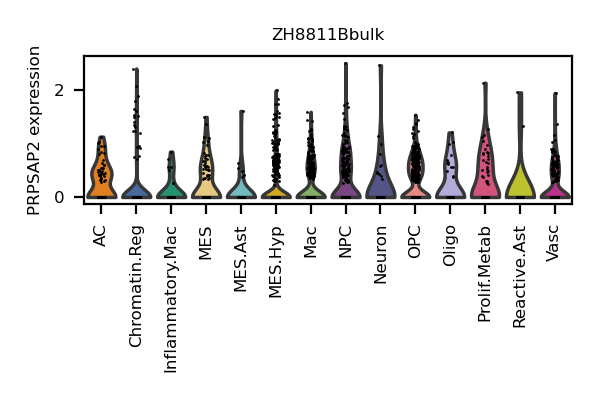 ZH8811Bbulk
PRPSAP2 expression
2
0
AC
Chromatin.Reg
Inflammatory.Mac
MES
MES.Ast
MES.Hyp
Mac
NPC
Neuron
OPC
Oligo
Prolif.Metab
Reactive.Ast
Vasc